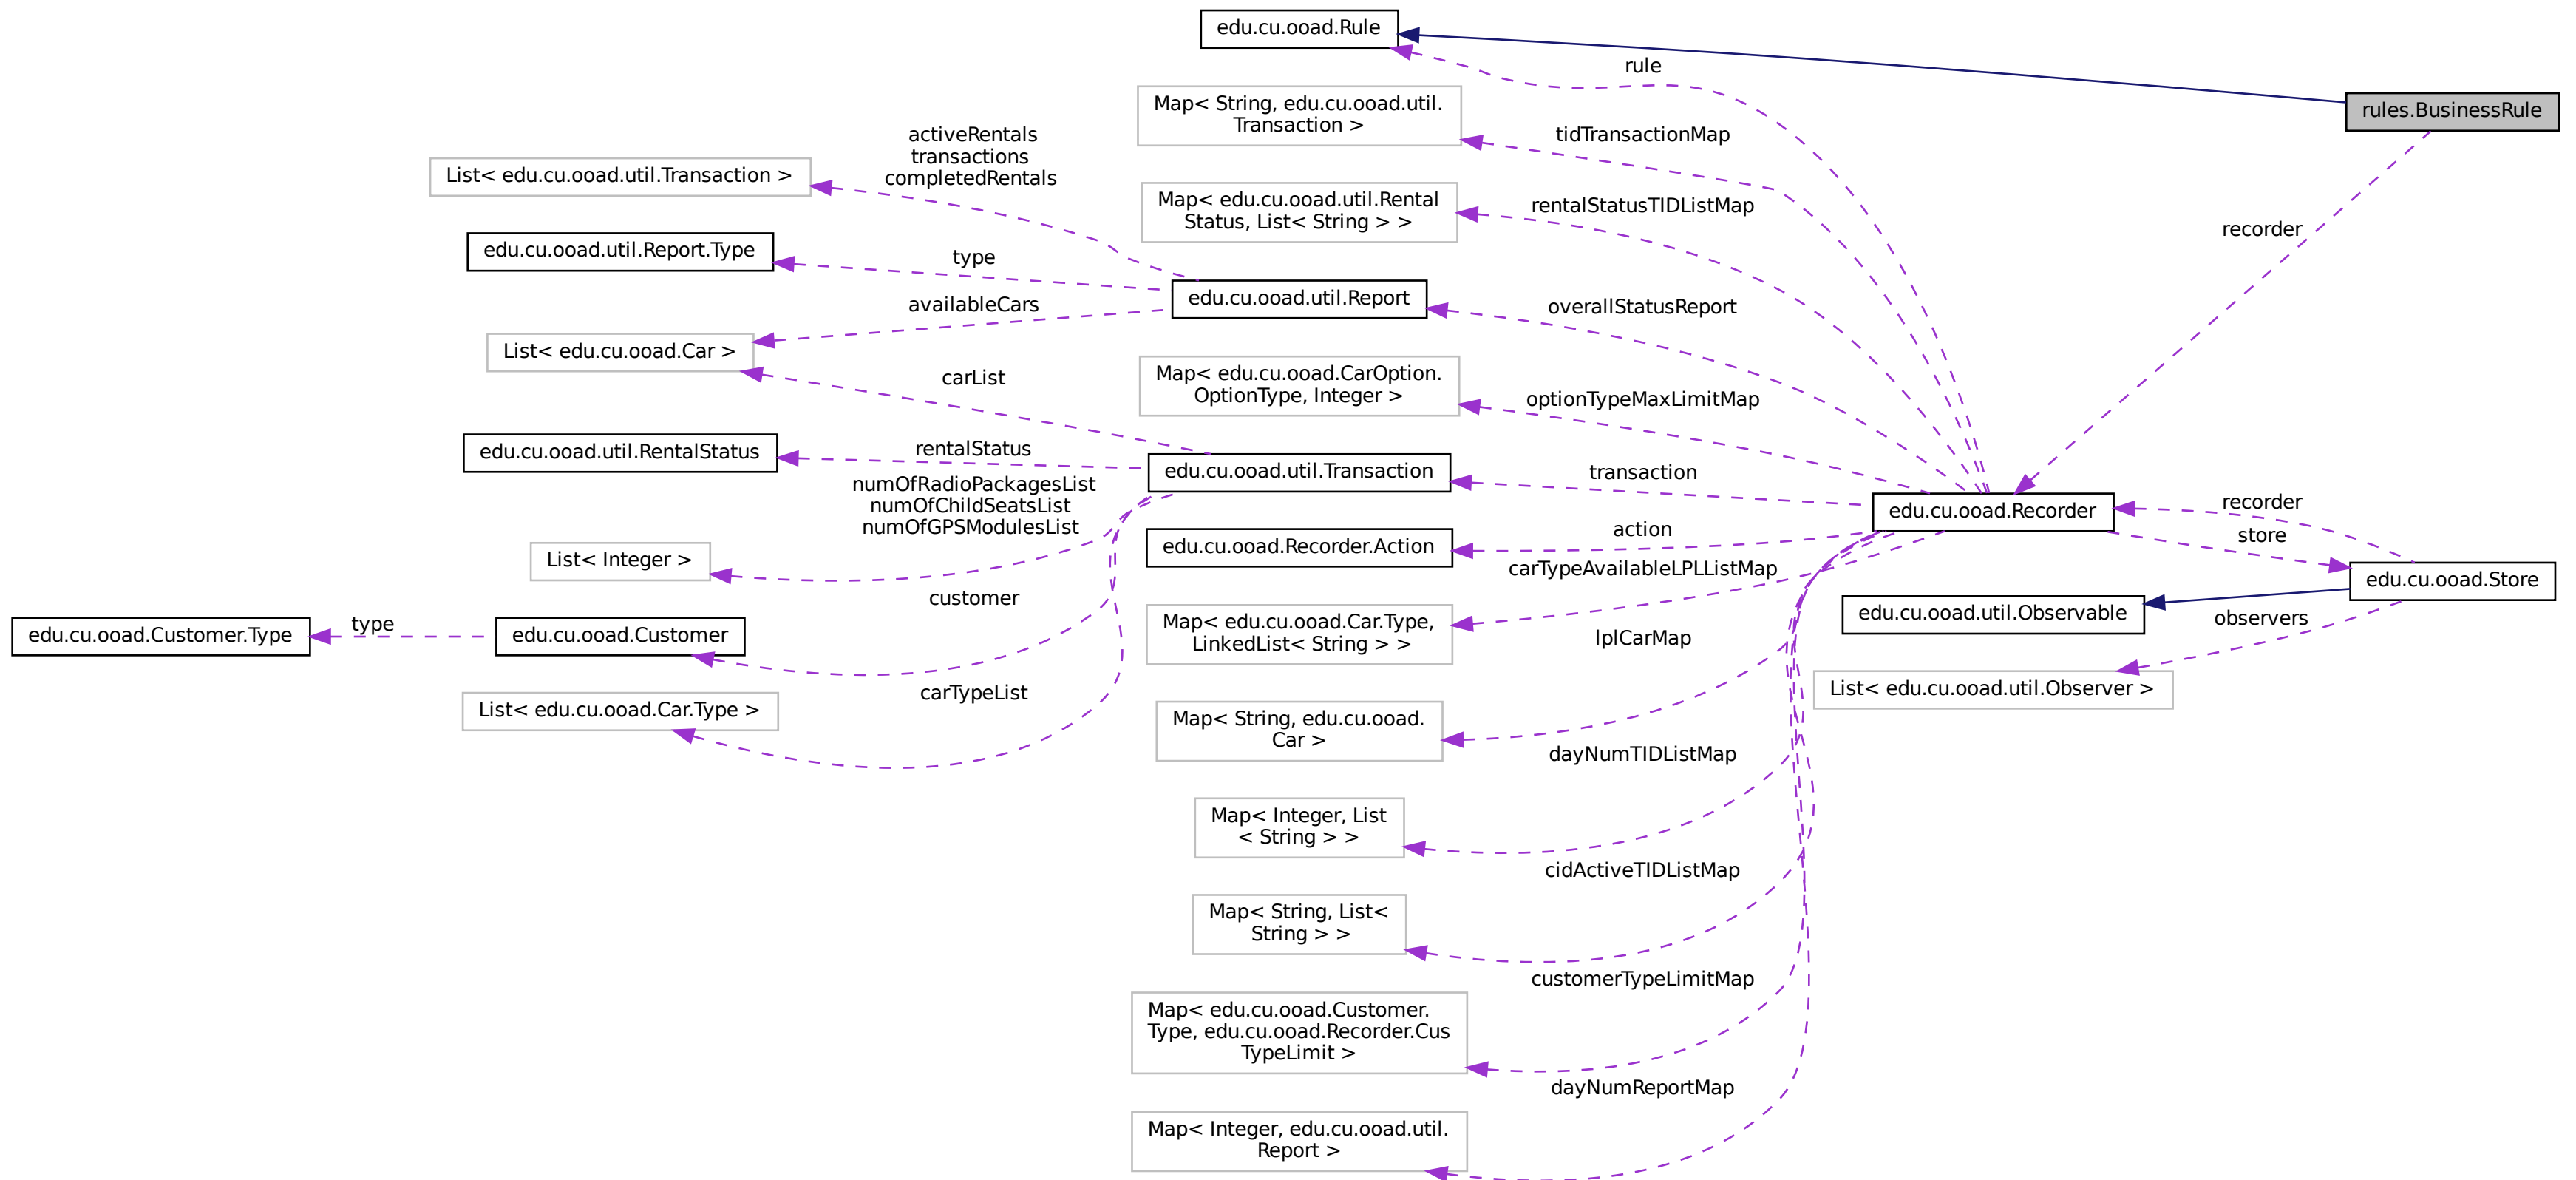 edu.cu.ooad.Rule
rule
rules.BusinessRule
Map< String, edu.cu.ooad.util.
Transaction >
tidTransactionMap
activeRentals
transactions
completedRentals
List< edu.cu.ooad.util.Transaction >
Map< edu.cu.ooad.util.Rental
Status, List< String > >
rentalStatusTIDListMap
recorder
edu.cu.ooad.util.Report.Type
type
edu.cu.ooad.util.Report
overallStatusReport
availableCars
List< edu.cu.ooad.Car >
carList
Map< edu.cu.ooad.CarOption.
OptionType, Integer >
optionTypeMaxLimitMap
edu.cu.ooad.util.RentalStatus
rentalStatus
edu.cu.ooad.util.Transaction
transaction
numOfRadioPackagesList
numOfChildSeatsList
numOfGPSModulesList
edu.cu.ooad.Recorder
recorder
store
edu.cu.ooad.Recorder.Action
action
List< Integer >
carTypeAvailableLPLListMap
edu.cu.ooad.Store
customer
edu.cu.ooad.util.Observable
observers
edu.cu.ooad.Customer.Type
type
edu.cu.ooad.Customer
Map< edu.cu.ooad.Car.Type,
LinkedList< String > >
lplCarMap
carTypeList
List< edu.cu.ooad.util.Observer >
List< edu.cu.ooad.Car.Type >
Map< String, edu.cu.ooad.
Car >
dayNumTIDListMap
Map< Integer, List
< String > >
cidActiveTIDListMap
Map< String, List<
String > >
customerTypeLimitMap
Map< edu.cu.ooad.Customer.
Type, edu.cu.ooad.Recorder.Cus
TypeLimit >
dayNumReportMap
Map< Integer, edu.cu.ooad.util.
Report >